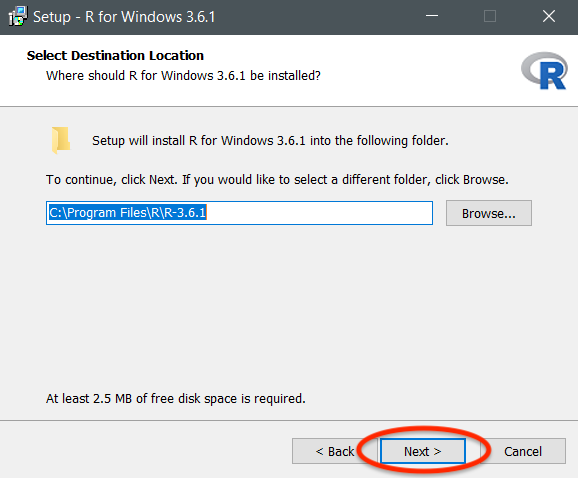 Setup - R for Windows 3.6.1
Select Destination Location
Where should R for Windows 3.6.1 be installed?
R
Setup will install R for Windows 3.6.1 into the following folder.
To continue, click Next. If you would like to select a different folder, click Browse.
C:\Program Files\R\R-3.6.1
Browse...
At least 2.5 MB of free disk space is required.
< Back
Next >
Cancel